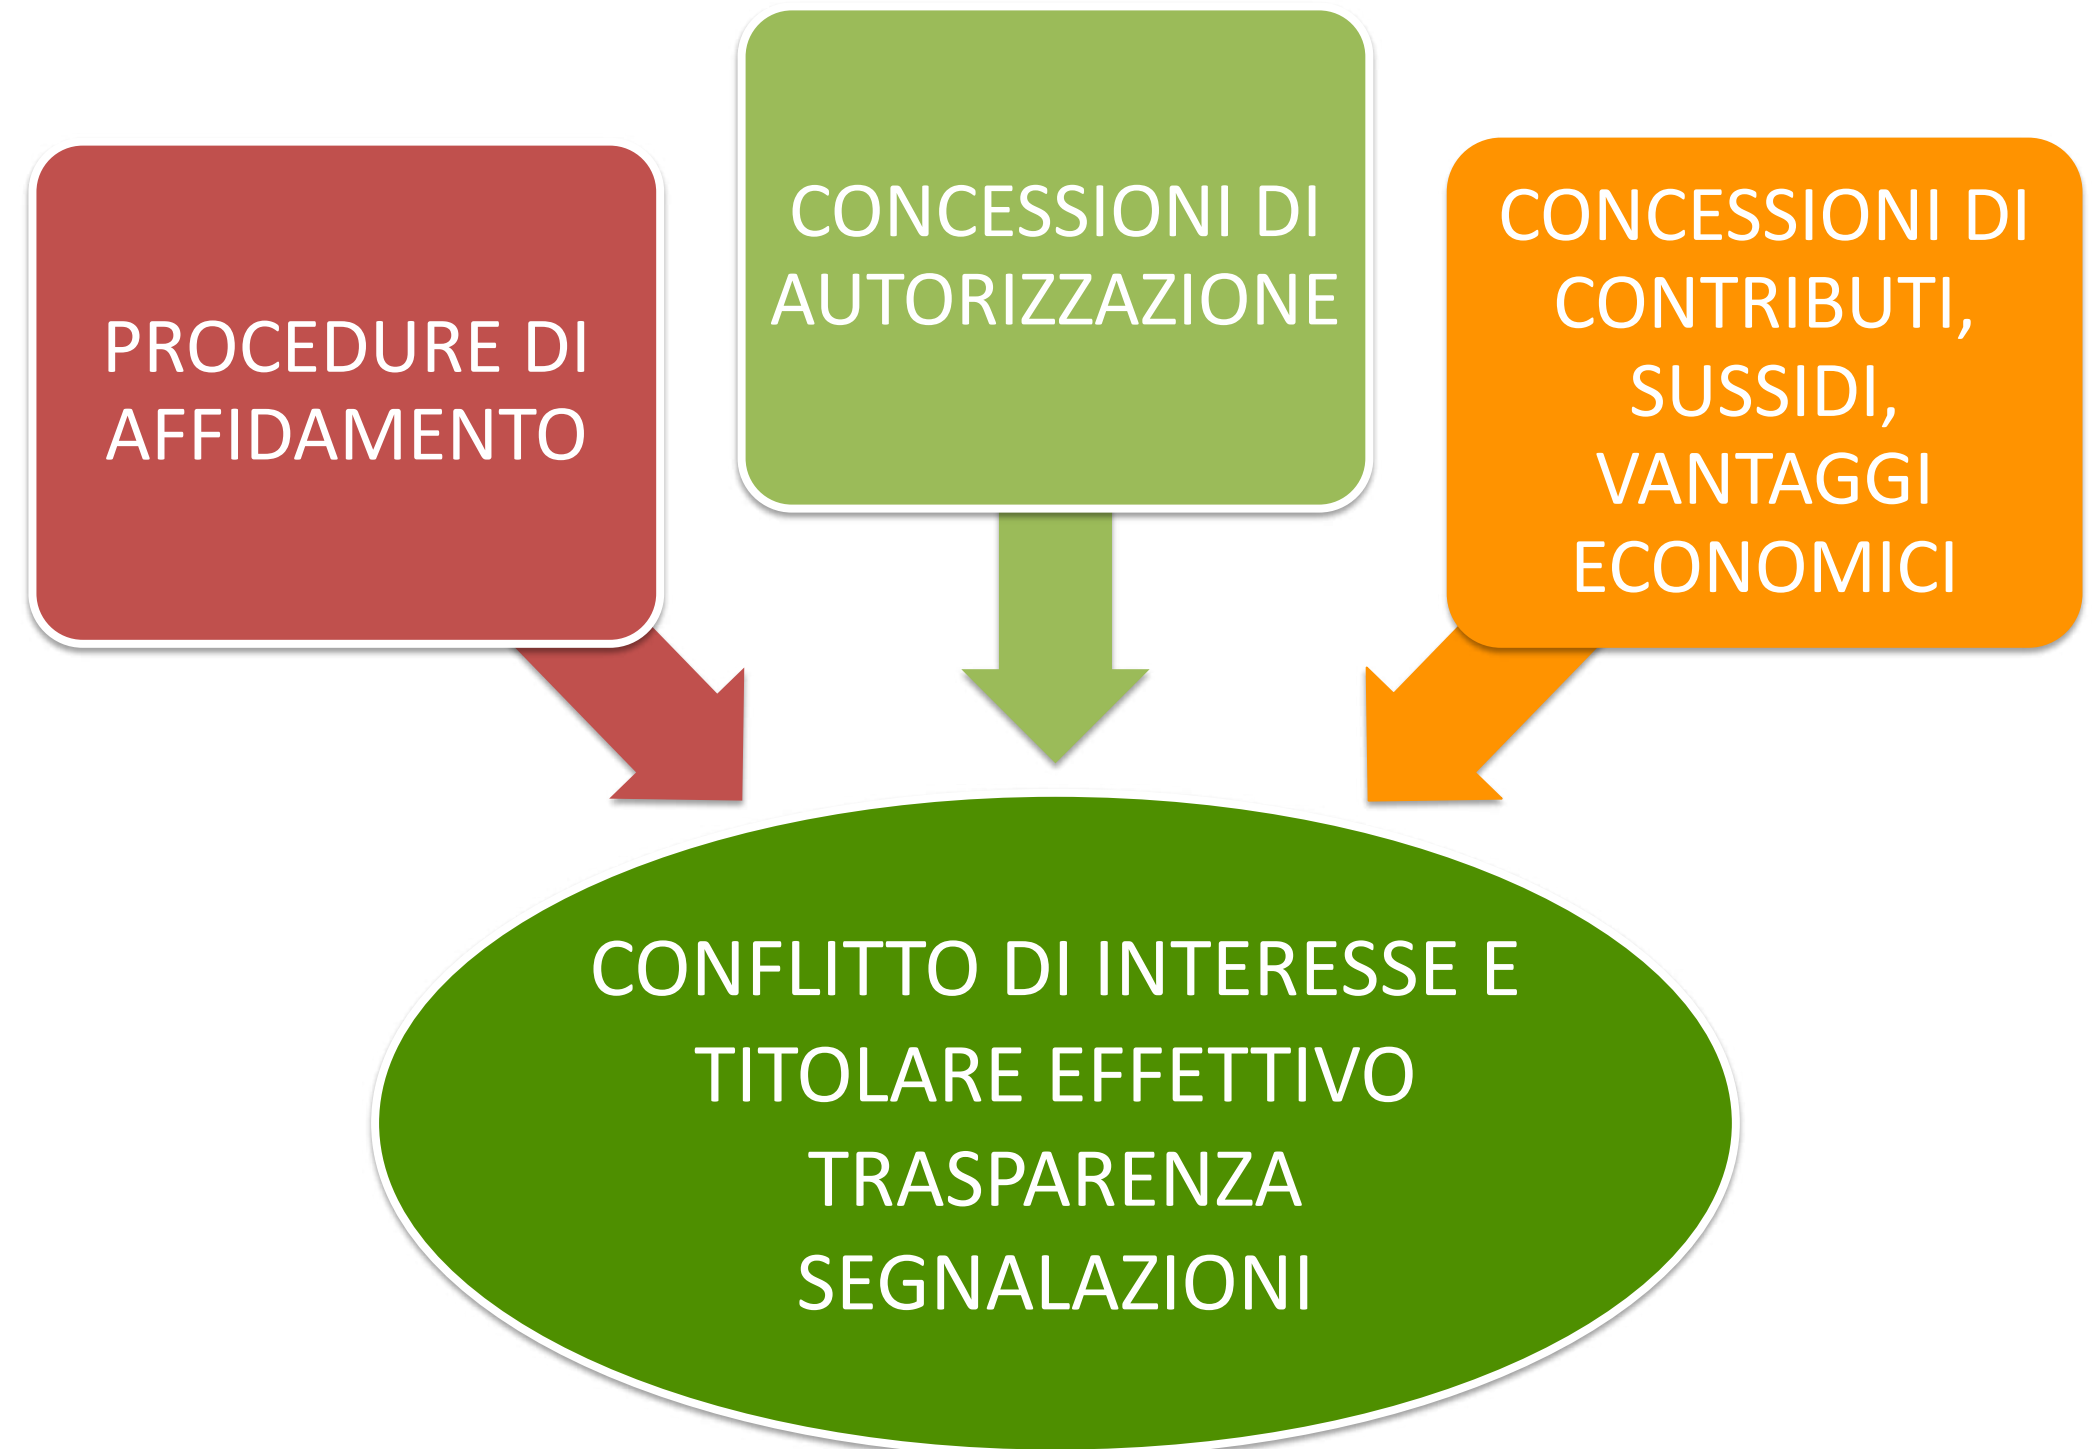 PROCEDURE DI
AFFIDAMENTO
CONCESSIONI DI
AUTORIZZAZIONE
CONCESSIONI DI
CONTRIBUTI,
SUSSIDI,
VANTAGGI
ECONOMICI
CONFLITTO DI INTERESSE E
TITOLARE EFFETTIVO
TRASPARENZA
SEGNALAZIONI